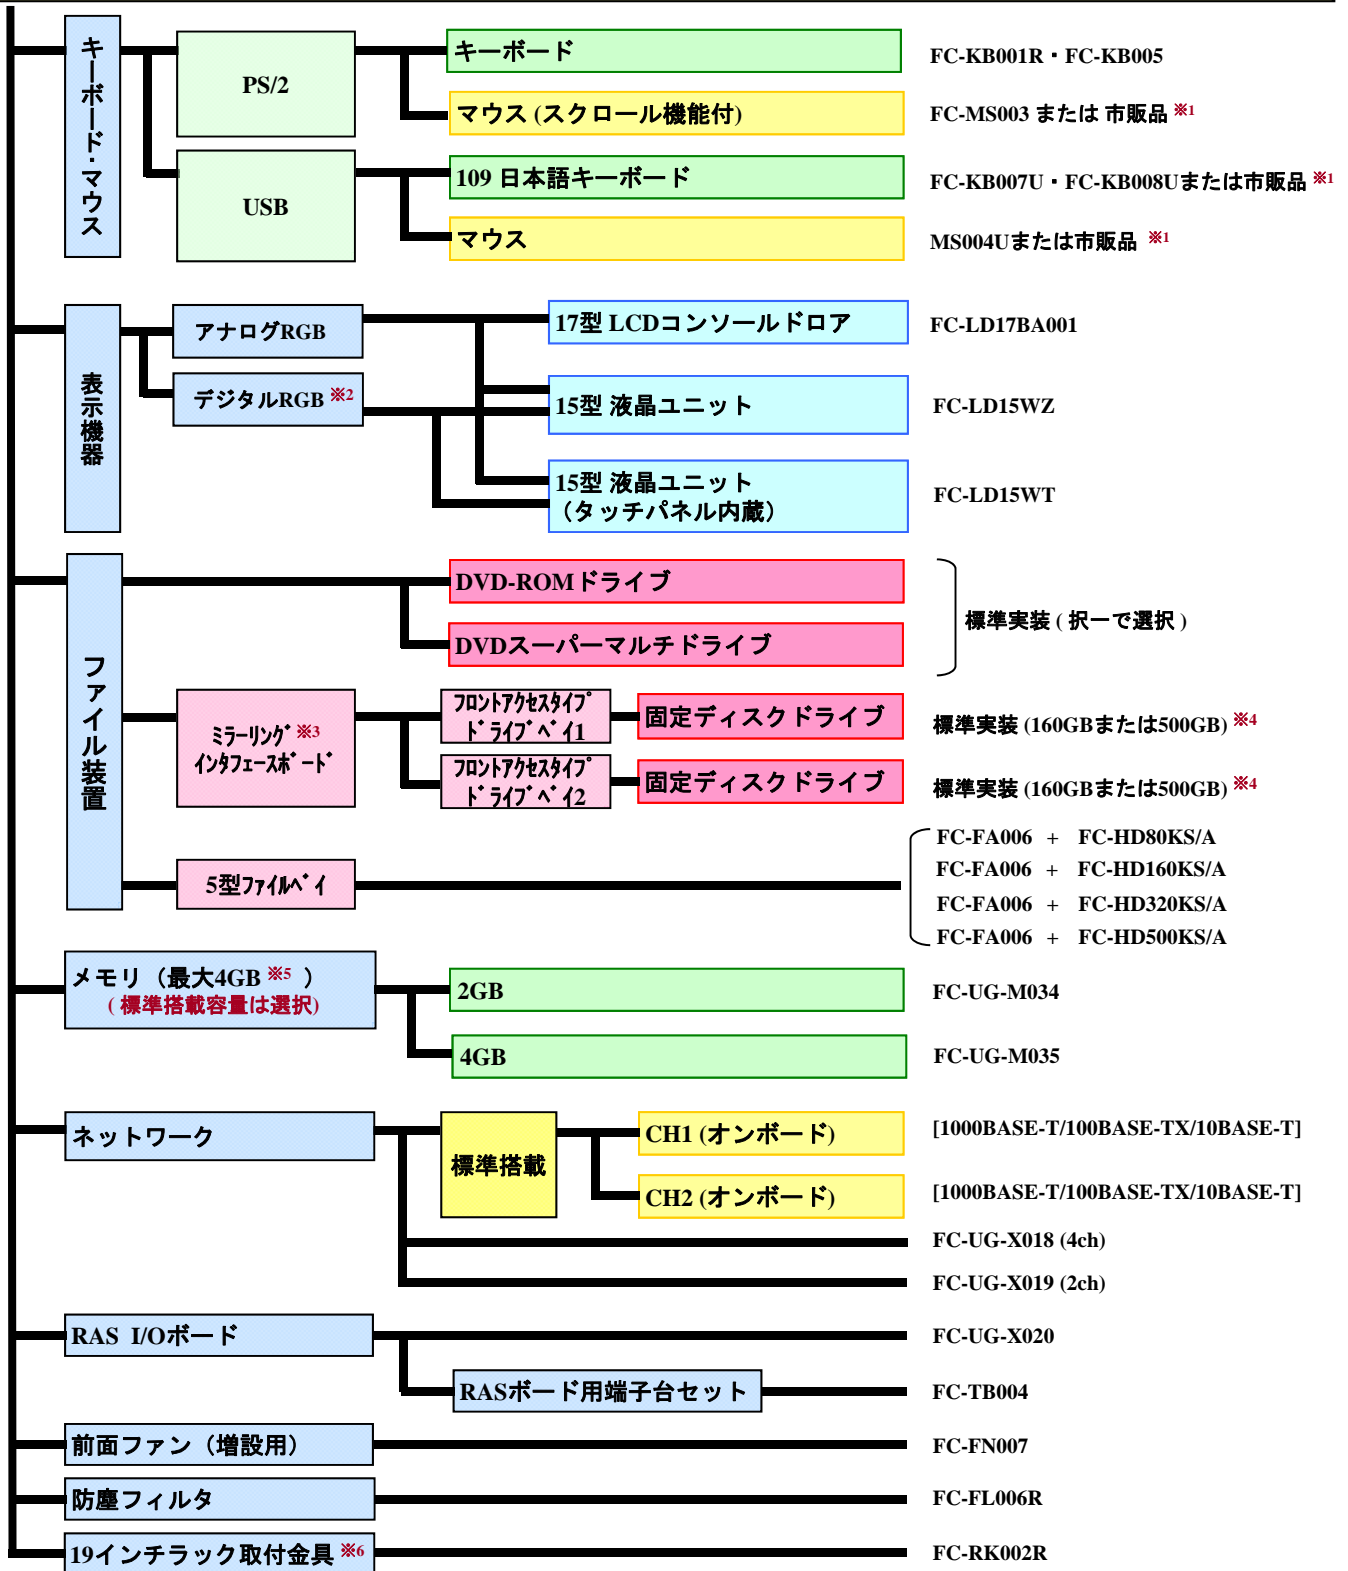 キーボード・マウス
PS/2
キーボード
FC-KB001R・FC-KB005
マウス (スクロール機能付)
FC-MS003 または 市販品 ※1
USB
109 日本語キーボード
FC-KB007U・FC-KB008Uまたは市販品 ※1
マウス
MS004Uまたは市販品 ※1
表示機器
アナログRGB
17型 LCDコンソールドロア
FC-LD17BA001
デジタルRGB ※2
15型 液晶ユニット
FC-LD15WZ
15型 液晶ユニット
（タッチパネル内蔵）
FC-LD15WT
ファイル装置
DVD-ROMドライブ
DVDスーパーマルチドライブ
標準実装 ( 択一で選択 )
ﾐﾗｰﾘﾝｸﾞ ※3
ｲﾝﾀﾌｪｰｽﾎﾞｰﾄﾞ
ﾌﾛﾝﾄｱｸｾｽﾀｲﾌﾟ
ﾄﾞﾗｲﾌﾞﾍﾞｲ1
固定ディスクドライブ
標準実装 (160GBまたは500GB) ※4
ﾌﾛﾝﾄｱｸｾｽﾀｲﾌﾟ
ﾄﾞﾗｲﾌﾞﾍﾞｲ2
固定ディスクドライブ
標準実装 (160GBまたは500GB) ※4
5型ﾌｧｲﾙﾍﾞｲ
FC-FA006 + FC-HD80KS/A
FC-FA006 + FC-HD160KS/A
FC-FA006 + FC-HD320KS/A
FC-FA006 + FC-HD500KS/A
メモリ（最大4GB ※5 ）
( 標準搭載容量は選択)
2GB
FC-UG-M034
4GB
FC-UG-M035
ネットワーク
標準搭載
CH1 (オンボード)
[1000BASE-T/100BASE-TX/10BASE-T]
CH2 (オンボード)
[1000BASE-T/100BASE-TX/10BASE-T]
FC-UG-X018 (4ch)
FC-UG-X019 (2ch)
RAS I/Oボード
FC-UG-X020
RASボード用端子台セット
FC-TB004
前面ファン（増設用）
FC-FN007
防塵フィルタ
FC-FL006R
19インチラック取付金具 ※6
FC-RK002R